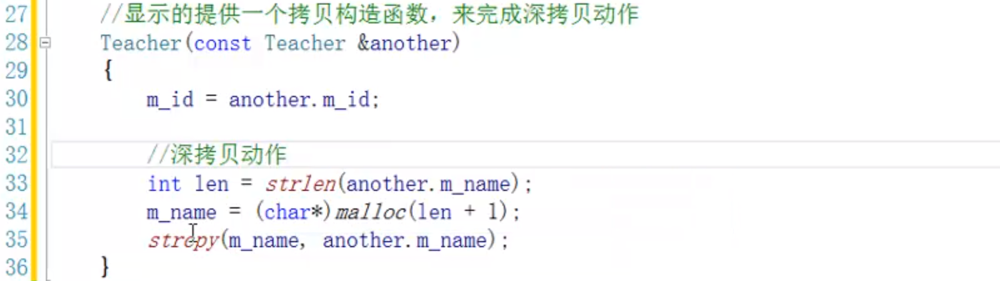 27 //显示的提供一个拷贝构造函数，来完成深拷贝动作
28 Teacher(const Teacher &another)
29 {
30 m_id = another.m_id;
31
32 //深拷贝动作
33 int len = strlen(another.m_name);
34 m_name = (char*)malloc(len + 1);
35 strcpy(m_name, another.m_name);
36 }